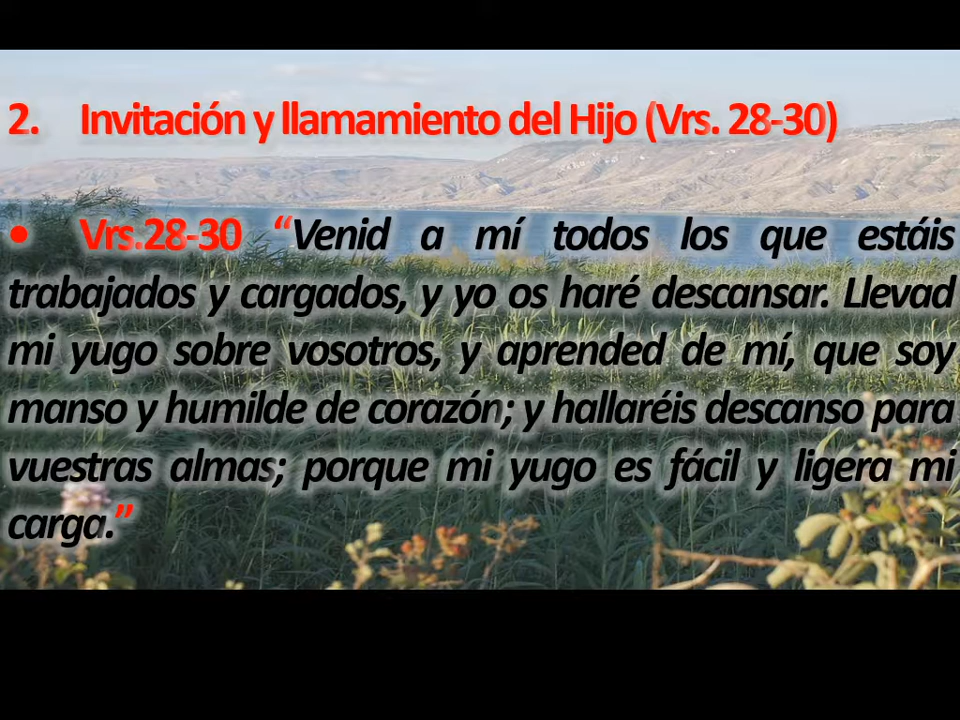 2. Invitación y llamamiento del Hijo (Vrs. 28-30)
• Vrs.28-30 “Venid a mí todos los que estáis
trabajados y cargados, y yo os haré descansar. Llevad
mi yugo sobre vosotros, y aprended de mí, que soy
manso y humilde de corazón; y hallaréis descanso para
vuestras almas; porque mi yugo es fácil y ligera mi
carga.”